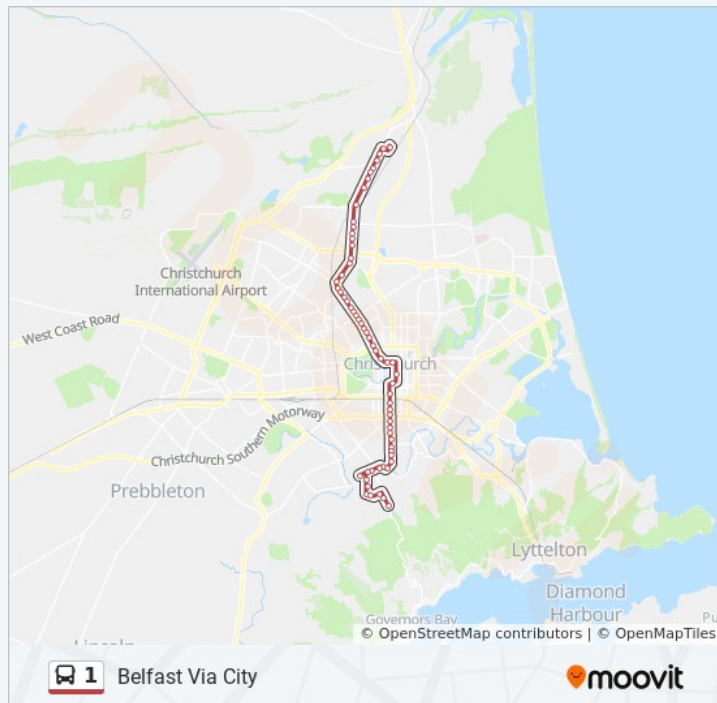 Christchurch
International Airport
West Coast Road
Christchurch Southern Motorway
Prebbleton
Lyttelton
Diamond
Harbour
Governors Bay
© OpenStreetMap contributors | © OpenMapTiles
1 Belfast Via City
moovit